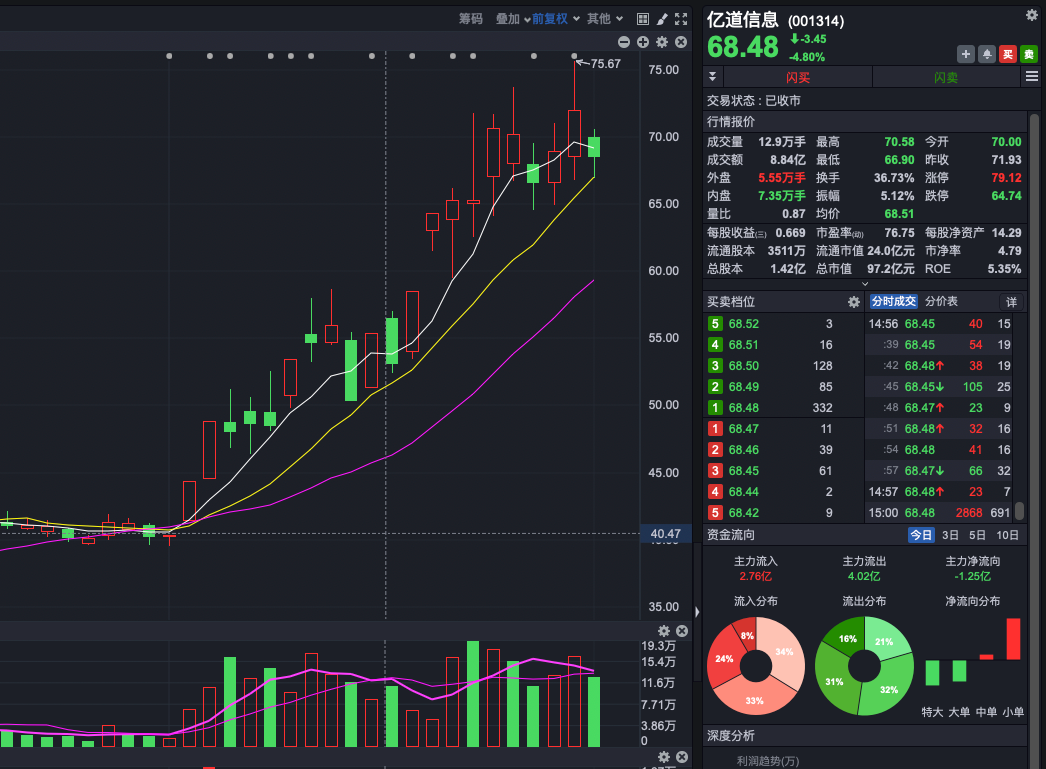 筹码 叠加 前复权 其他
75.67
75.00
70.00
65.00
60.00
55.00
50.00
45.00
40.47
35.00
19.3万
15.4万
11.6万
7.71万
3.86万
0
亿道信息 (001314)
68.48 -3.45
-4.80%
买 卖
闪买 闪卖
交易状态 : 已收市
行情报价
成交量 12.9万手 最高 70.58 今开 70.00
成交额 8.84亿 最低 66.90 昨收 71.93
外盘 5.55万手 换手 36.73% 涨停 79.12
内盘 7.35万手 振幅 5.12% 跌停 64.74
量比 0.87 均价 68.51
每股收益(三) 0.669 市盈率(动) 76.75 每股净资产 14.29
流通股本 3511万 流通市值 24.0亿元 市净率 4.79
总股本 1.42亿 总市值 97.2亿元 ROE 5.35%
买卖档位 分时成交 分价表 详
5 68.52 3 14:56 68.45 40 15
4 68.51 16 :39 68.45 54 19
3 68.50 128 :42 68.48↑ 38 19
2 68.49 85 :45 68.45↓ 105 25
1 68.48 332 :48 68.47↑ 23 9
1 68.47 11 :51 68.48↑ 32 16
2 68.46 39 :54 68.48 41 16
3 68.45 61 :57 68.47↓ 66 32
4 68.44 2 14:57 68.48↑ 23 7
5 68.42 9 15:00 68.48 2868 691
资金流向 今日 3日 5日 10日
主力流入 主力流出 主力净流向
2.76亿 4.02亿 -1.25亿
流入分布 流出分布 净流向分布
8% 34% 24% 33%
16% 21% 31% 32%
特大 大单 中单 小单
深度分析
利润趋势(万)